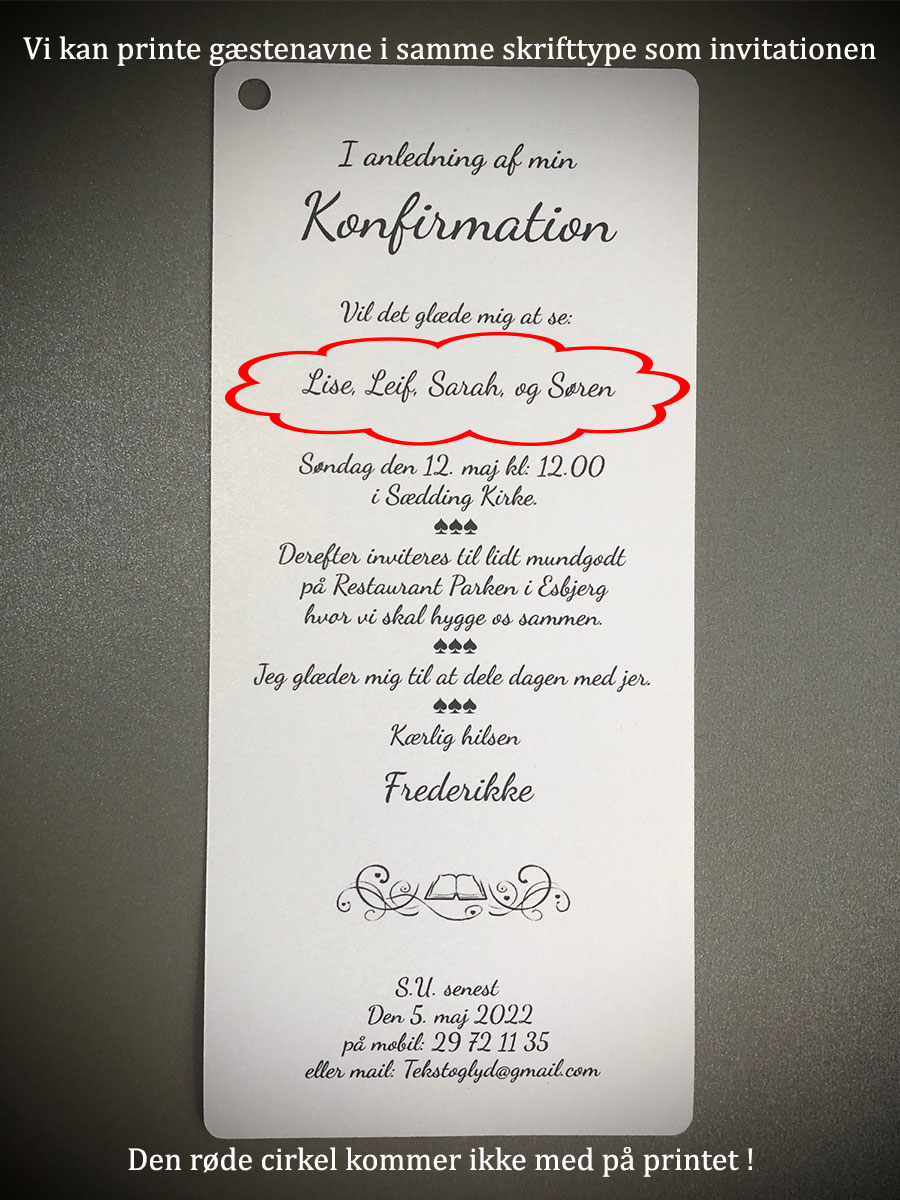 Vi kan printe gæstenavne i samme skrifttype som invitationen
I anledning af min
Konfirmation
Vil det glæde mig at se:
Lise, Leif, Sarah, og Søren
Søndag den 12. maj kl: 12.00
i Sædding Kirke.
♠♠♠
Derefter inviteres til lidt mundgodt
på Restaurant Parken i Esbjerg
hvor vi skal hygge os sammen.
♠♠♠
Jeg glæder mig til at dele dagen med jer.
♠♠♠
Kærlig hilsen
Frederikke
S.U. senest
Den 5. maj 2022
på mobil: 29 72 11 35
eller mail: Tekstoglyd@gmail.com
Den røde cirkel kommer ikke med på printet !